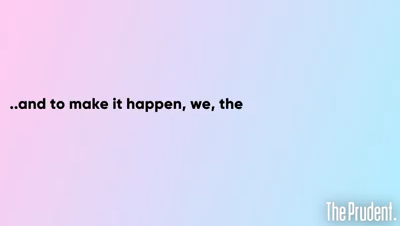 ..and to make it happen, we, the
The Prudent.